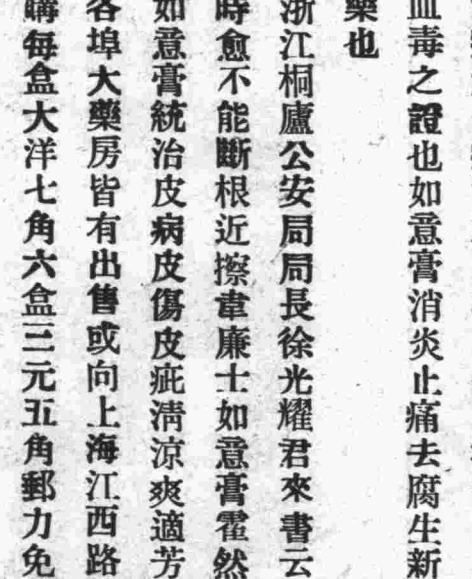 血毒之證也如意膏消炎止痛去腐生新
藥也
浙江桐廬公安局局長徐光耀君來書云
時愈不能斷根近擦韋廉士如意膏霍然
如意膏統治皮病皮傷皮疵淸涼爽適芳
各埠大藥房皆有出售或向上海江西路
購每盒大洋七角六盒三元五角郵力免